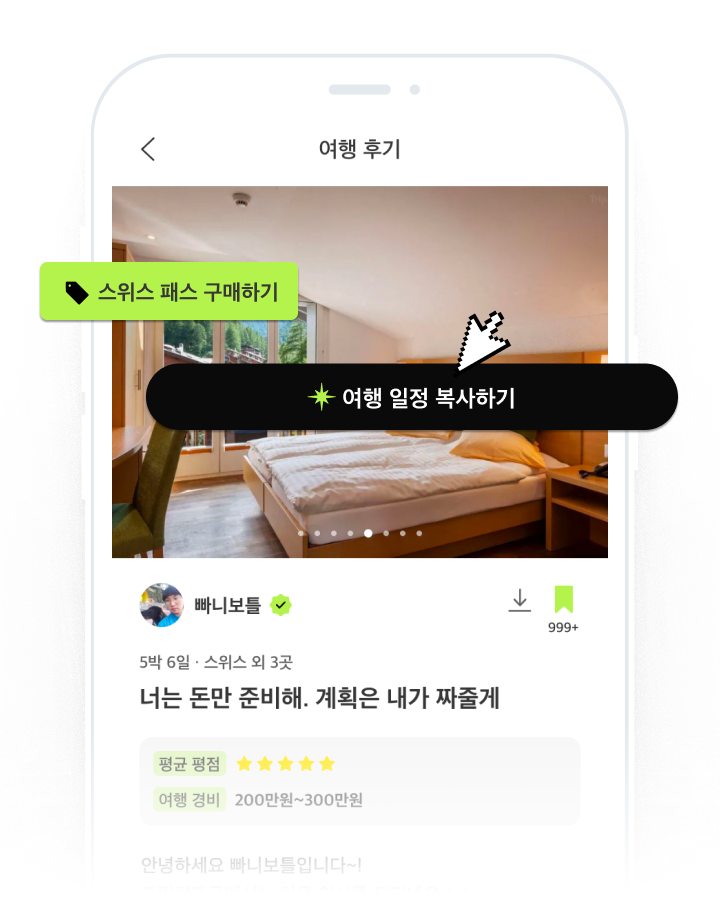 여행 후기
스위스 패스 구매하기
여행 일정 복사하기
빠니보틀
999+
5박 6일 · 스위스 외 3곳
너는 돈만 준비해. 계획은 내가 짜줄게
평균 평점
여행 경비 200만원~300만원
안녕하세요 빠니보틀입니다~!